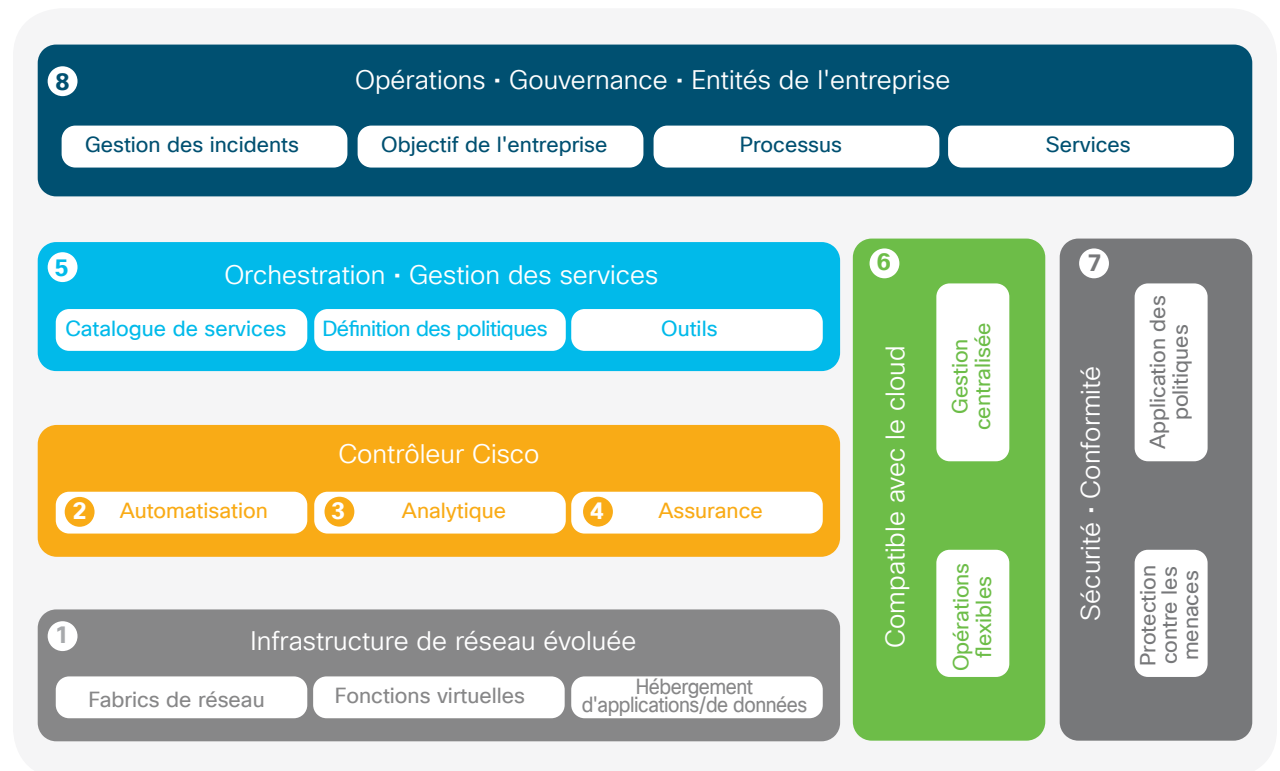 8
Opérations · Gouvernance · Entités de l'entreprise
Gestion des incidents
Objectif de l'entreprise
Processus
Services
5
Orchestration · Gestion des services
Catalogue de services
Définition des politiques
Outils
Contrôleur Cisco
2
Automatisation
3
Analytique
4
Assurance
1
Infrastructure de réseau évoluée
Fabrics de réseau
Fonctions virtuelles
Hébergement
d'applications/de données
6
Compatible avec le cloud
Gestion
centralisée
Opérations
flexibles
7
Sécurité · Conformité
Application des
politiques
Protection
contre les
menaces